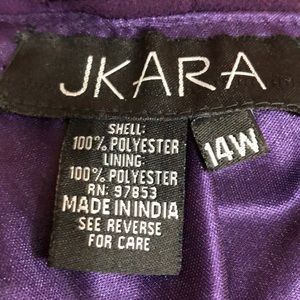 JKARA
SHELL:
100% POLYESTER
LINING:
100% POLYESTER
RN: 97853
MADE IN INDIA
SEE REVERSE
FOR CARE
14W